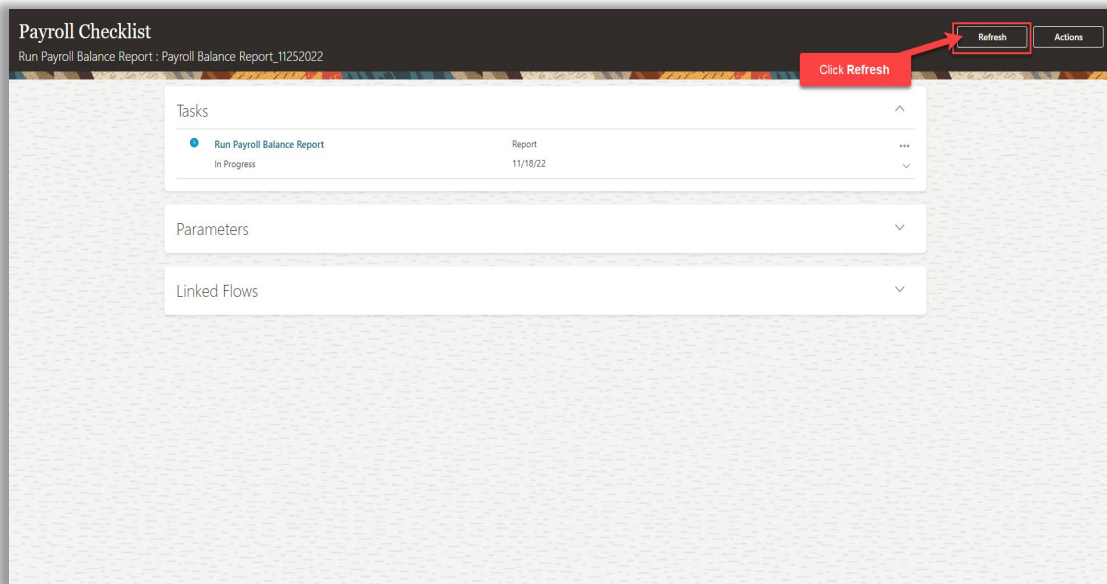 Payroll Checklist
Run Payroll Balance Report : Payroll Balance Report_11252022
Refresh
Actions
Click Refresh
Tasks
Run Payroll Balance Report
Report
In Progress
11/18/22
Parameters
Linked Flows